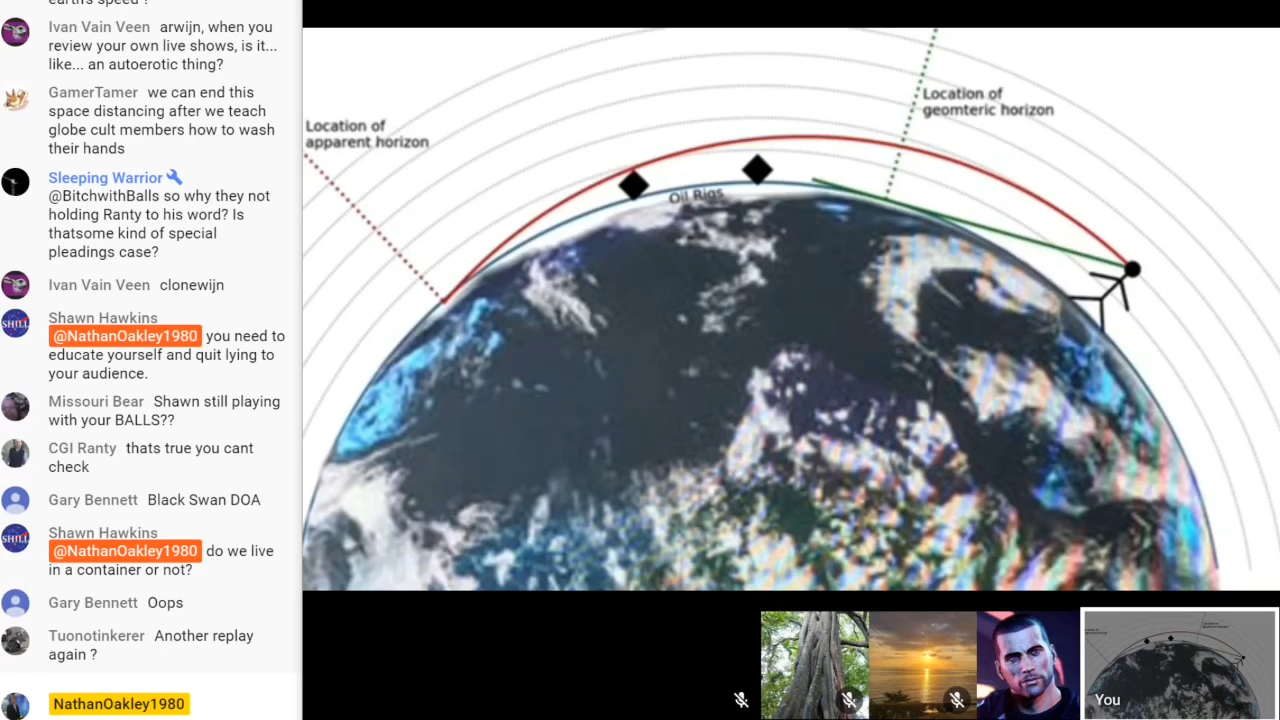 earth's speed ?
Ivan Vain Veen arwijn, when you
review your own live shows, is it...
like... an autoerotic thing?
GamerTamer we can end this
space distancing after we teach
globe cult members how to wash
their hands
Sleeping Warrior
@BitchwithBalls so why they not
holding Ranty to his word? Is
thatsome kind of special
pleadings case?
Ivan Vain Veen clonewijn
Shawn Hawkins
@NathanOakley1980 you need to
educate yourself and quit lying to
your audience.
Missouri Bear Shawn still playing
with your BALLS??
CGI Ranty thats true you cant
check
Gary Bennett Black Swan DOA
Shawn Hawkins
@NathanOakley1980 do we live
in a container or not?
Gary Bennett Oops
Tuonotinkerer Another replay
again ?
NathanOakley1980
SHILL
SHILL
Location of
apparent horizon
Location of
geomteric horizon
Oil Rigs
You